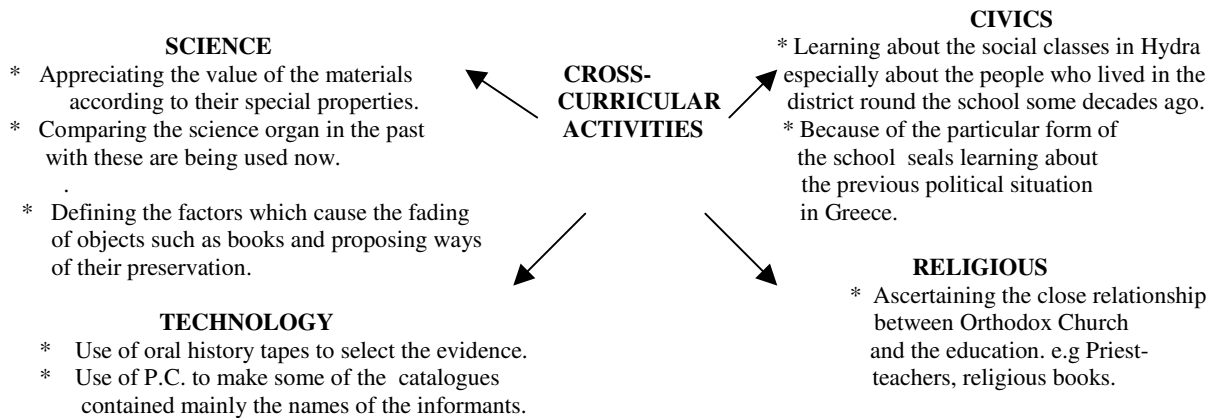 SCIENCE
* Appreciating the value of the materials
according to their special properties.
* Comparing the science organ in the past
with these are being used now.
.
* Defining the factors which cause the fading
of objects such as books and proposing ways
of their preservation.
CROSS-
CURRICULAR
ACTIVITIES
CIVICS
* Learning about the social classes in Hydra
especially about the people who lived in the
district round the school some decades ago.
* Because of the particular form of
the school seals learning about
the previous political situation
in Greece.
TECHNOLOGY
* Use of oral history tapes to select the evidence.
* Use of P.C. to make some of the catalogues
contained mainly the names of the informants.
RELIGIOUS
* Ascertaining the close relationship
between Orthodox Church
and the education. e.g Priest-
teachers, religious books.